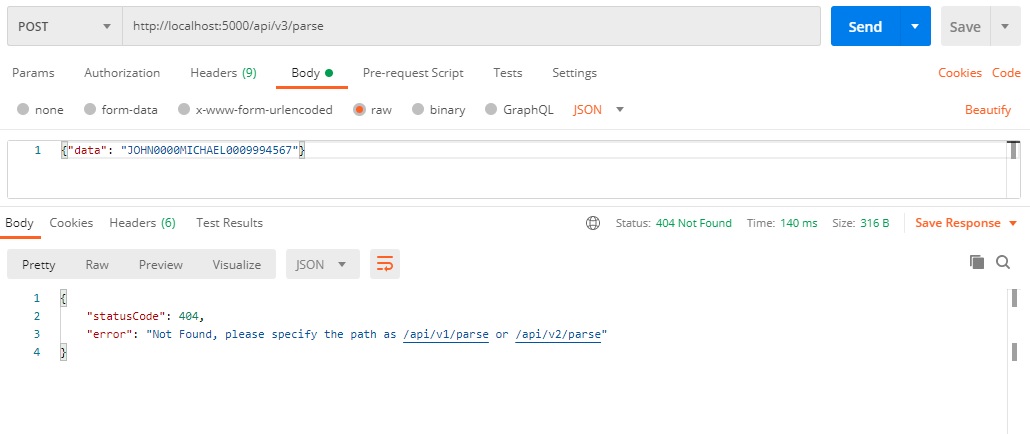 POST http://localhost:5000/api/v3/parse Send Save
Params Authorization Headers (9) Body Pre-request Script Tests Settings Cookies Code
none form-data x-www-form-urlencoded raw binary GraphQL JSON Beautify
1 {"data": "JOHN0000MICHAEL0009994567"}
Body Cookies Headers (6) Test Results Status: 404 Not Found Time: 140 ms Size: 316 B Save Response
Pretty Raw Preview Visualize JSON
1 {
2 "statusCode": 404,
3 "error": "Not Found, please specify the path as /api/v1/parse or /api/v2/parse"
4 }